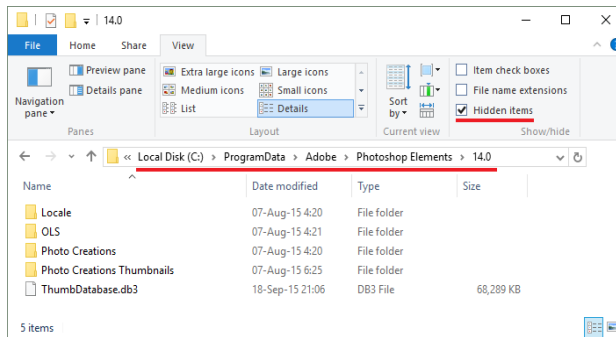 14.0
File Home Share View
Preview pane Extra large icons Large icons Item check boxes
Details pane Medium icons Small icons File name extensions
Navigation pane List Details Sort by Hidden items
Panes Layout Current view Show/hide
« Local Disk (C:) > ProgramData > Adobe > Photoshop Elements > 14.0
Name Date modified Type Size
Locale 07-Aug-15 4:20 File folder
OLS 07-Aug-15 4:21 File folder
Photo Creations 07-Aug-15 4:20 File folder
Photo Creations Thumbnails 07-Aug-15 6:25 File folder
ThumbDatabase.db3 18-Sep-15 21:06 DB3 File 68,289 KB
5 items